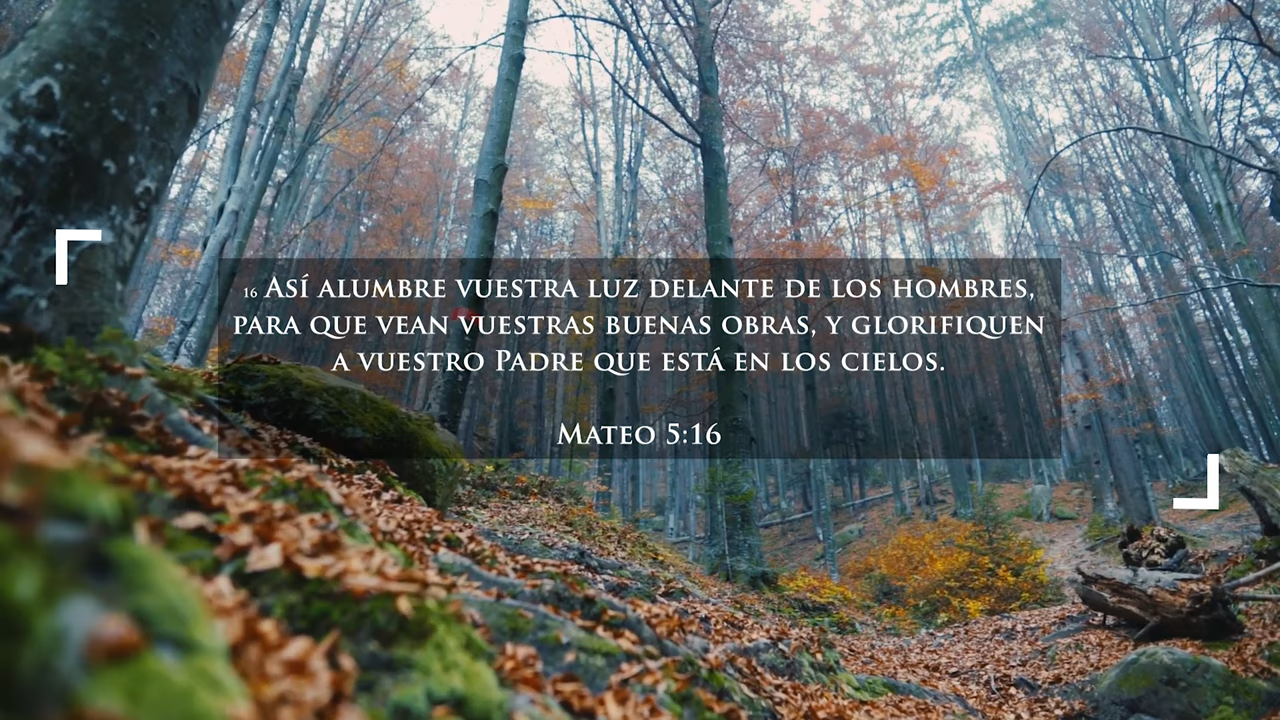 16 Así alumbre vuestra luz delante de los hombres,
para que vean vuestras buenas obras, y glorifiquen
a vuestro Padre que está en los cielos.
Mateo 5:16